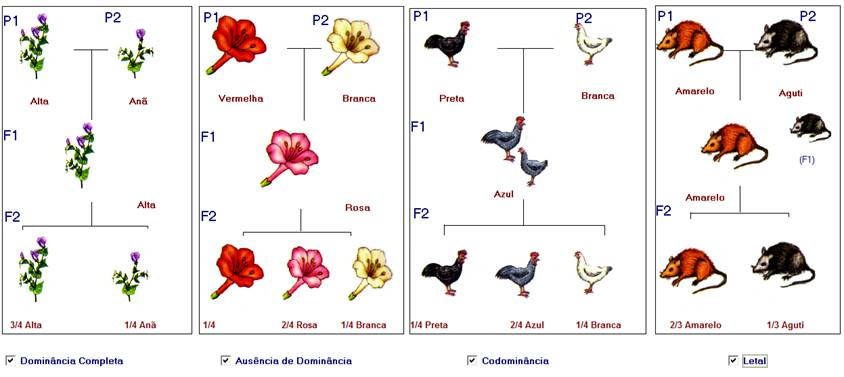 P1
P2
Alta
Anã
F1
Alta
F2
3/4 Alta
1/4 Anã
Dominância Completa
P1
P2
Vermelha
Branca
F1
Rosa
F2
1/4
2/4 Rosa
1/4 Branca
Ausência de Dominância
P1
P2
Preta
Branca
F1
Azul
F2
1/4 Preta
2/4 Azul
1/4 Branca
Codominância
P1
P2
Amarelo
Aguti
(F1)
Amarelo
F2
2/3 Amarelo
1/3 Aguti
Letal